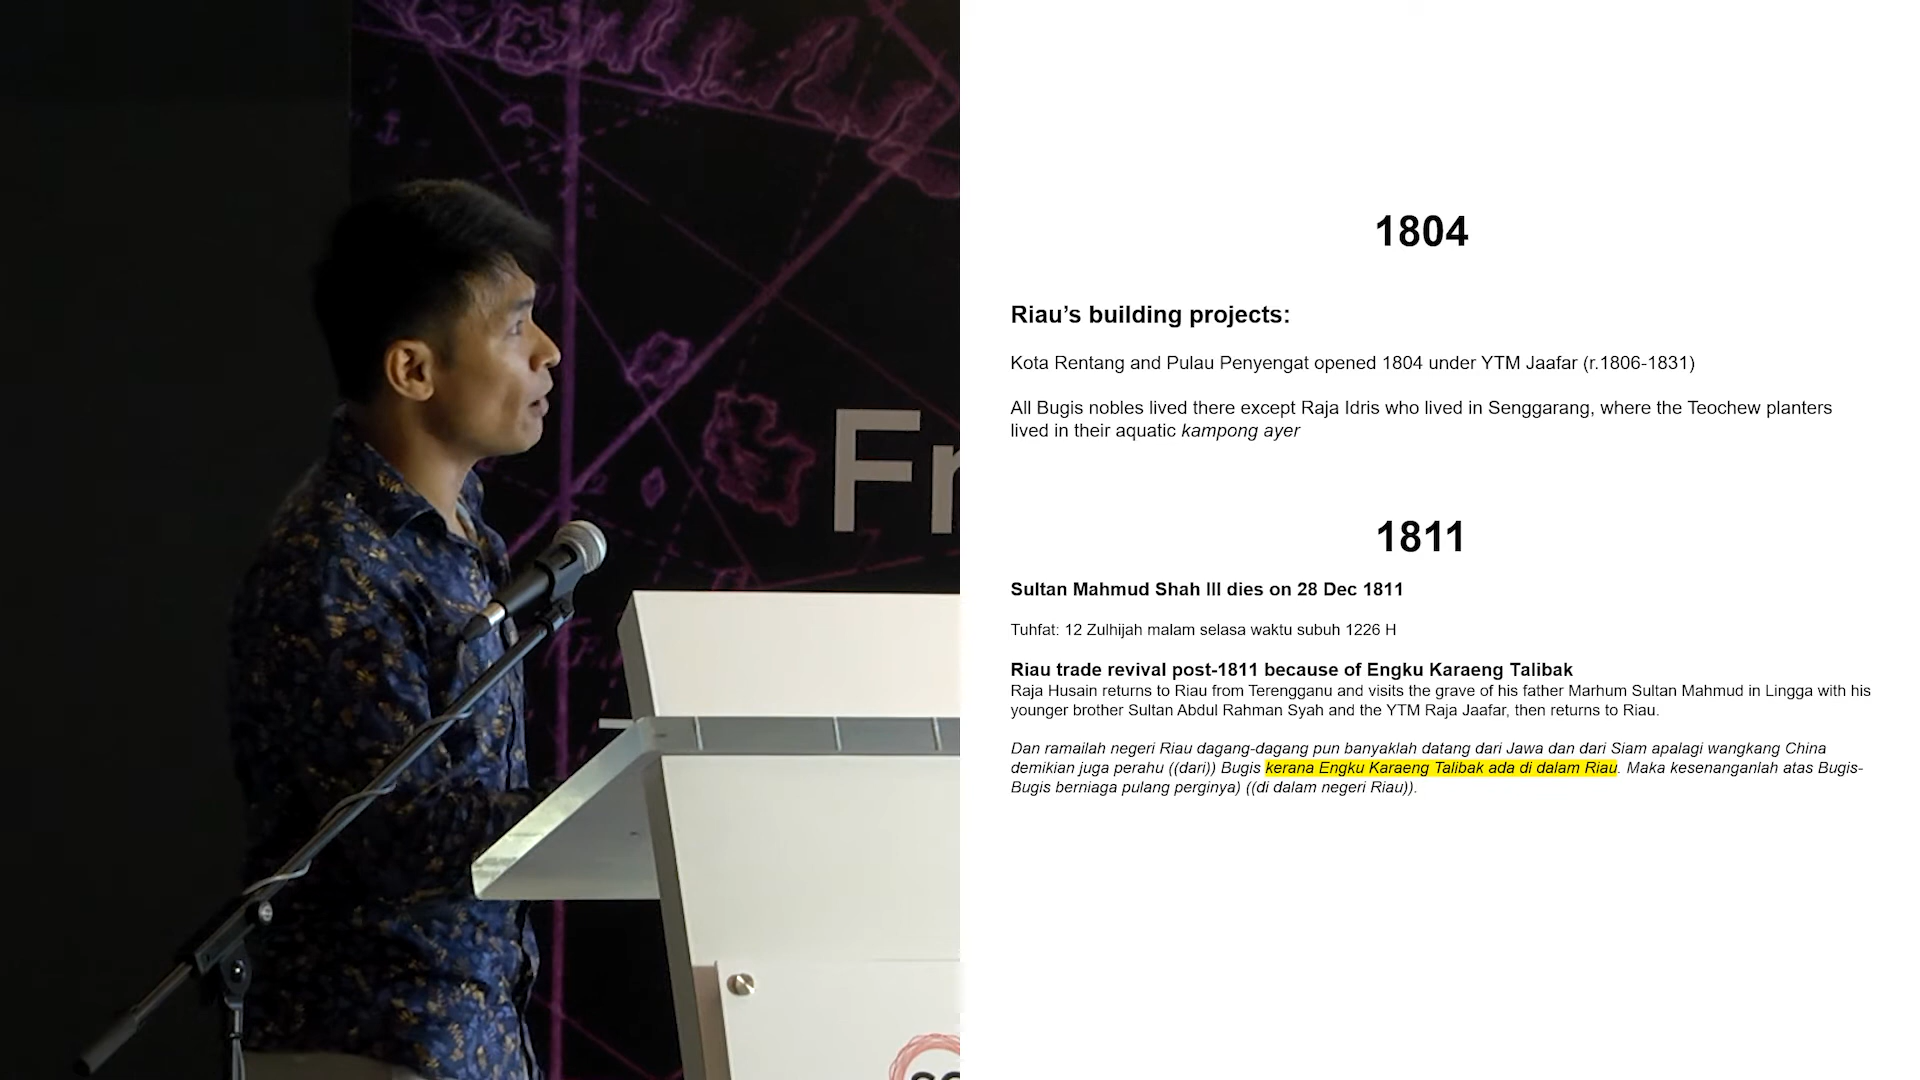 Fr
sc
1804
Riau’s building projects:
Kota Rentang and Pulau Penyengat opened 1804 under YTM Jaafar (r.1806-1831)
All Bugis nobles lived there except Raja Idris who lived in Senggarang, where the Teochew planters
lived in their aquatic kampong ayer
1811
Sultan Mahmud Shah III dies on 28 Dec 1811
Tuhfat: 12 Zulhijah malam selasa waktu subuh 1226 H
Riau trade revival post-1811 because of Engku Karaeng Talibak
Raja Husain returns to Riau from Terengganu and visits the grave of his father Marhum Sultan Mahmud in Lingga with his
younger brother Sultan Abdul Rahman Syah and the YTM Raja Jaafar, then returns to Riau.
Dan ramailah negeri Riau dagang-dagang pun banyaklah datang dari Jawa dan dari Siam apalagi wangkang China
demikian juga perahu ((dari)) Bugis kerana Engku Karaeng Talibak ada di dalam Riau. Maka kesenanganlah atas Bugis-
Bugis berniaga pulang perginya) ((di dalam negeri Riau)).